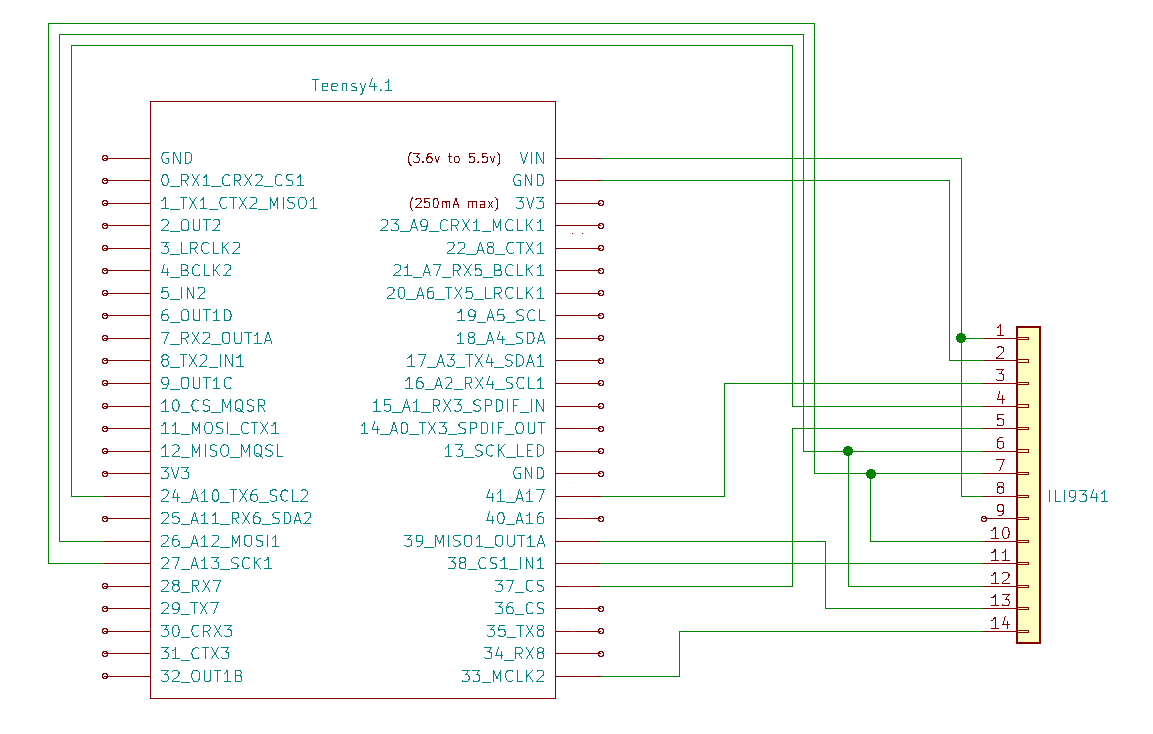 Teensy4.1
GND (3.6v to 5.5v) VIN
0_RX1_CRX2_CS1 GND
1_TX1_CTX2_MISO1 (250mA max) 3V3
2_OUT2 23_A9_CRX1_MCLK1
3_LRCLK2 22_A8_CTX1
4_BCLK2 21_A7_RX5_BCLK1
5_IN2 20_A6_TX5_LRCLK1
6_OUT1D 19_A5_SCL
7_RX2_OUT1A 18_A4_SDA
8_TX2_IN1 17_A3_TX4_SDA1
9_OUT1C 16_A2_RX4_SCL1
10_CS_MQSR 15_A1_RX3_SPDIF_IN
11_MOSI_CTX1 14_A0_TX3_SPDIF_OUT
12_MISO_MQSL 13_SCK_LED
3V3 GND
24_A10_TX6_SCL2 41_A17
25_A11_RX6_SDA2 40_A16
26_A12_MOSI1 39_MISO1_OUT1A
27_A13_SCK1 38_CS1_IN1
28_RX7 37_CS
29_TX7 36_CS
30_CRX3 35_TX8
31_CTX3 34_RX8
32_OUT1B 33_MCLK2
1
2
3
4
5
6
7
8
9
10
11
12
13
14
ILI9341